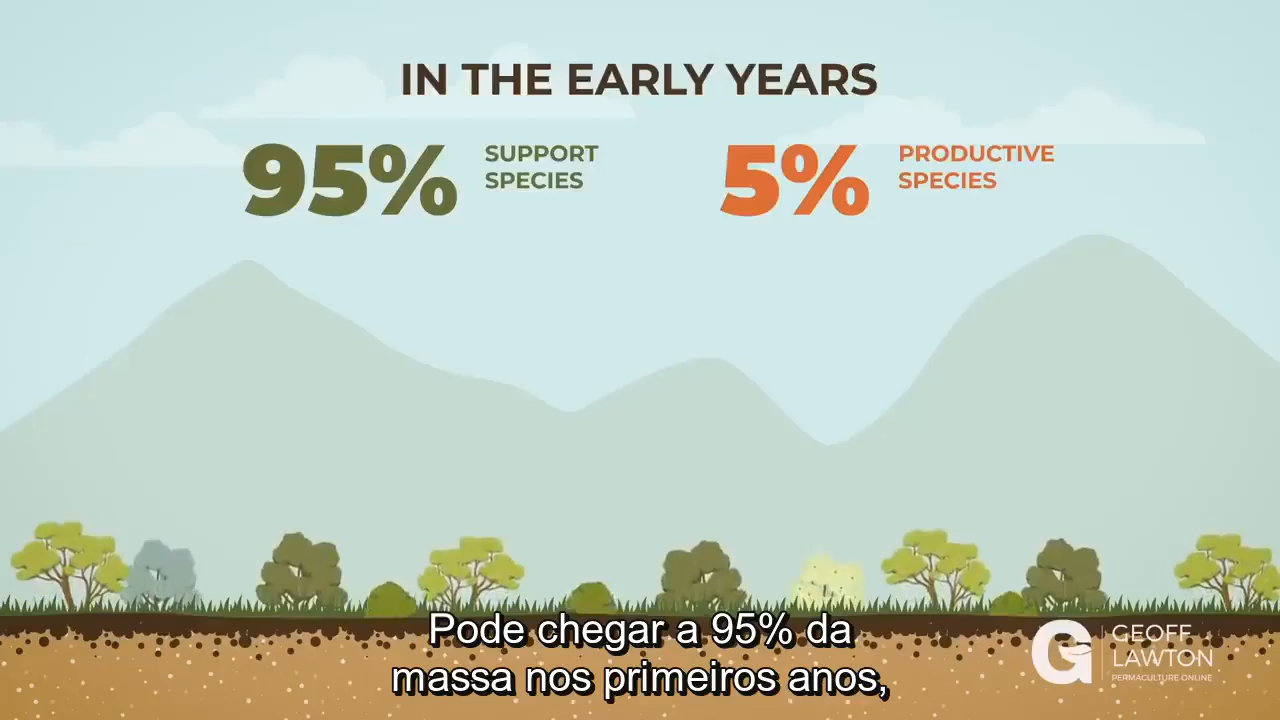 IN THE EARLY YEARS
95%
SUPPORT
SPECIES
5%
PRODUCTIVE
SPECIES
Pode chegar a 95% da
massa nos primeiros anos,
G
GEOFF
LAWTON
PERMACULTURE ONLINE